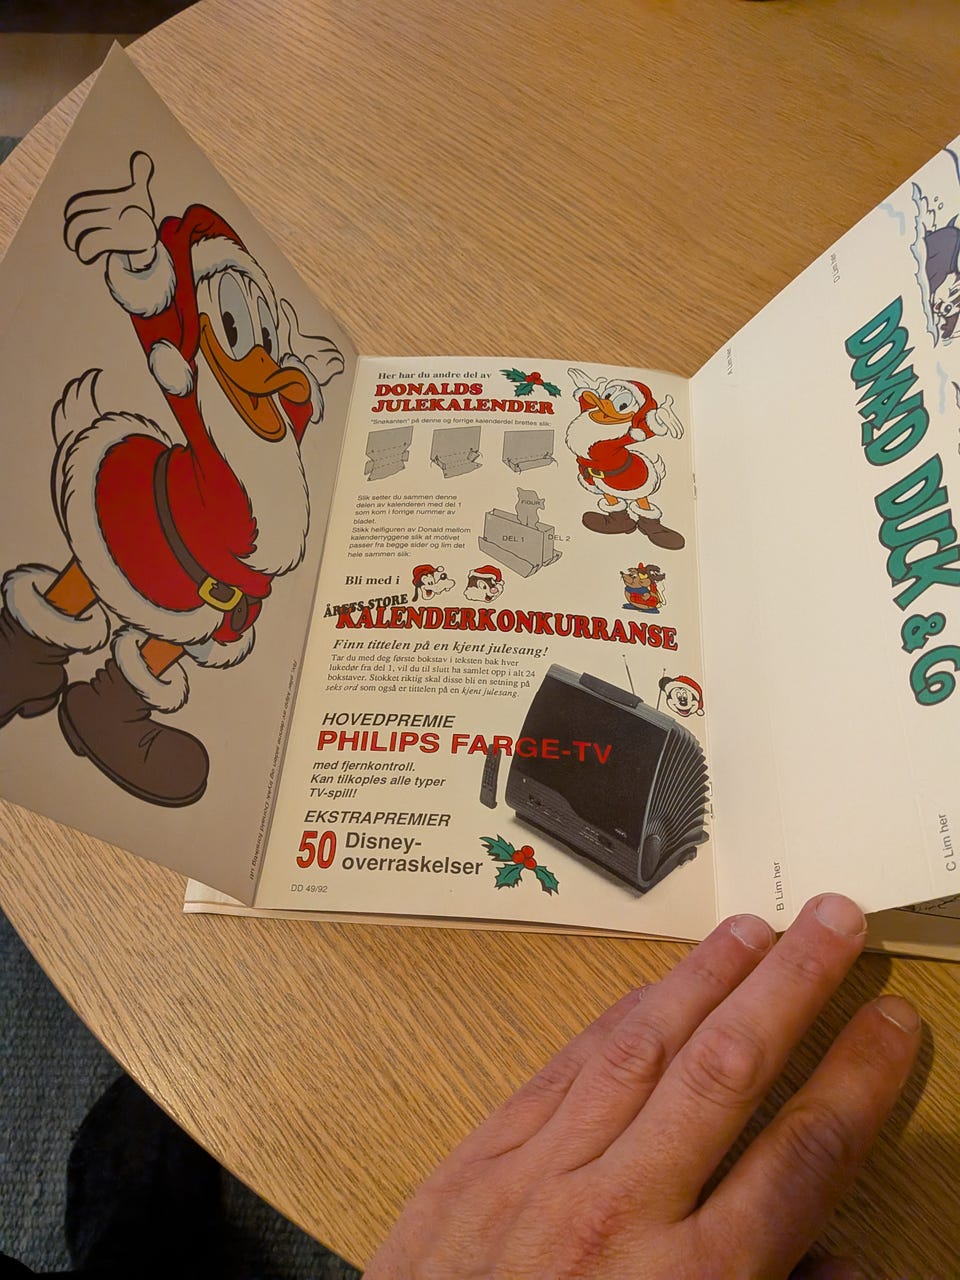 Her har du andre del av
DONALDS
JULEKALENDER
"Snøkanten" på denne og forrige kalenderdel brettes slik:
Slik setter du sammen denne
delen av kalenderen med del 1
som kom i forrige nummer av
bladet.
Stikk helfiguren av Donald mellom
kalenderryggene slik at motivet
passer fra begge sider og lim det
hele sammen slik:
FIGUR
DEL 1
DEL 2
Bli med i
ÅRETS STORE
KALENDERKONKURRANSE
Finn tittelen på en kjent julesang!
Tar du med deg første bokstav i teksten bak hver
lukedør fra del 1, vil du til slutt ha samlet opp i alt 24
bokstaver. Stokket riktig skal disse bli en setning på
seks ord som også er tittelen på en kjent julesang.
HOVEDPREMIE
PHILIPS FARGE-TV
med fjernkontroll.
Kan tilkoples alle typer
TV-spill!
EKSTRAPREMIER
50 Disney-
overraskelser
DD 49/92
A Lim her
B Lim her
C Lim her
D Lim her
DONALD DUCK & CO